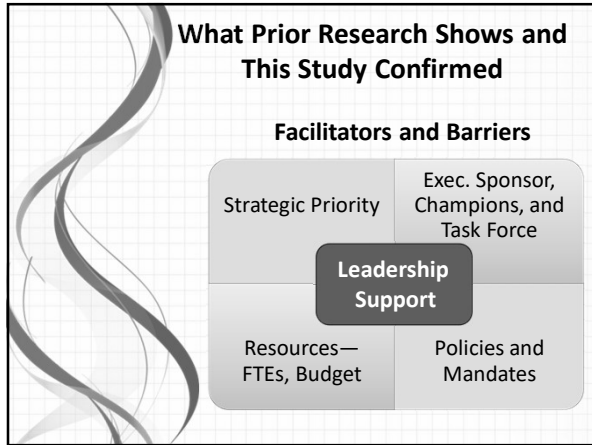 What Prior Research Shows and
This Study Confirmed
Facilitators and Barriers
Strategic Priority
Exec. Sponsor,
Champions, and
Task Force
Leadership
Support
Resources—
FTEs, Budget
Policies and
Mandates